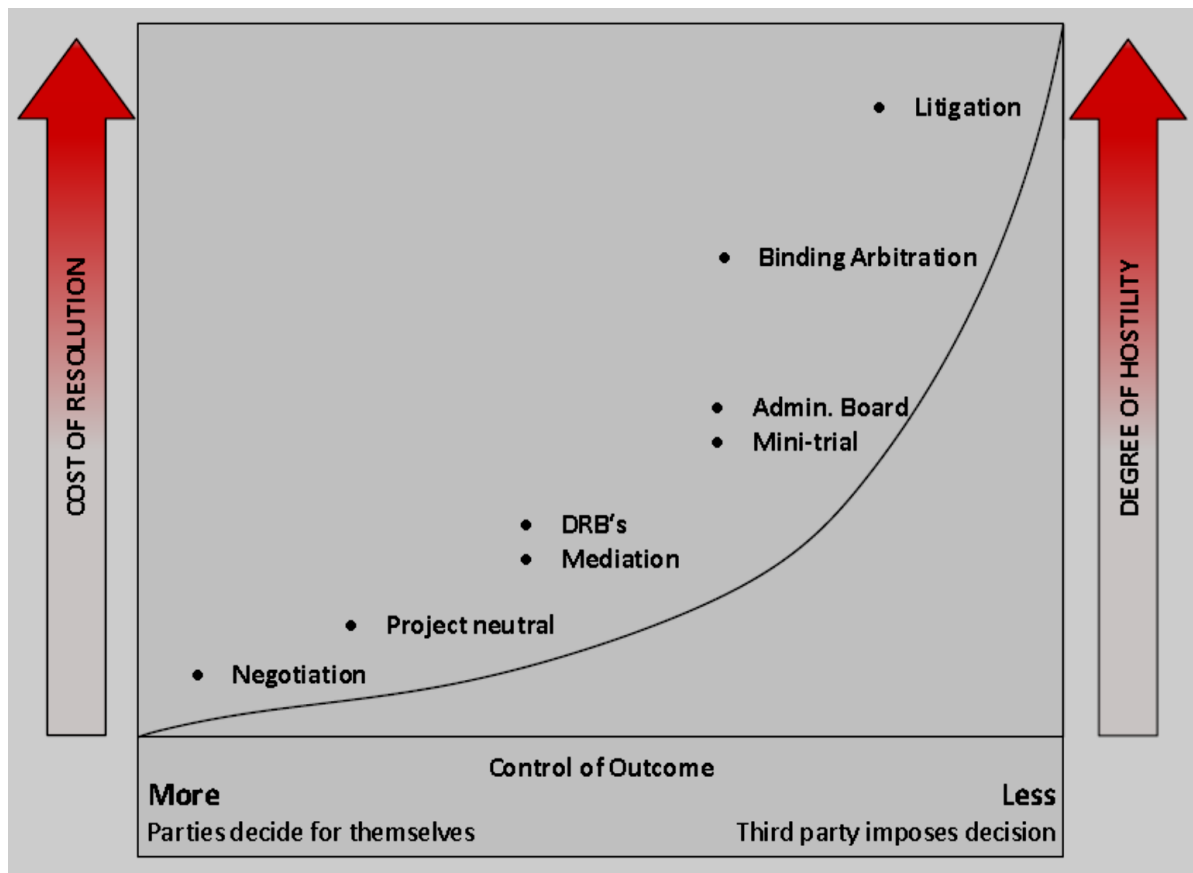 COST OF RESOLUTION
DEGREE OF HOSTILITY
Litigation
Binding Arbitration
Admin. Board
Mini-trial
DRB's
Mediation
Project neutral
Negotiation
Control of Outcome
More
Less
Parties decide for themselves
Third party imposes decision